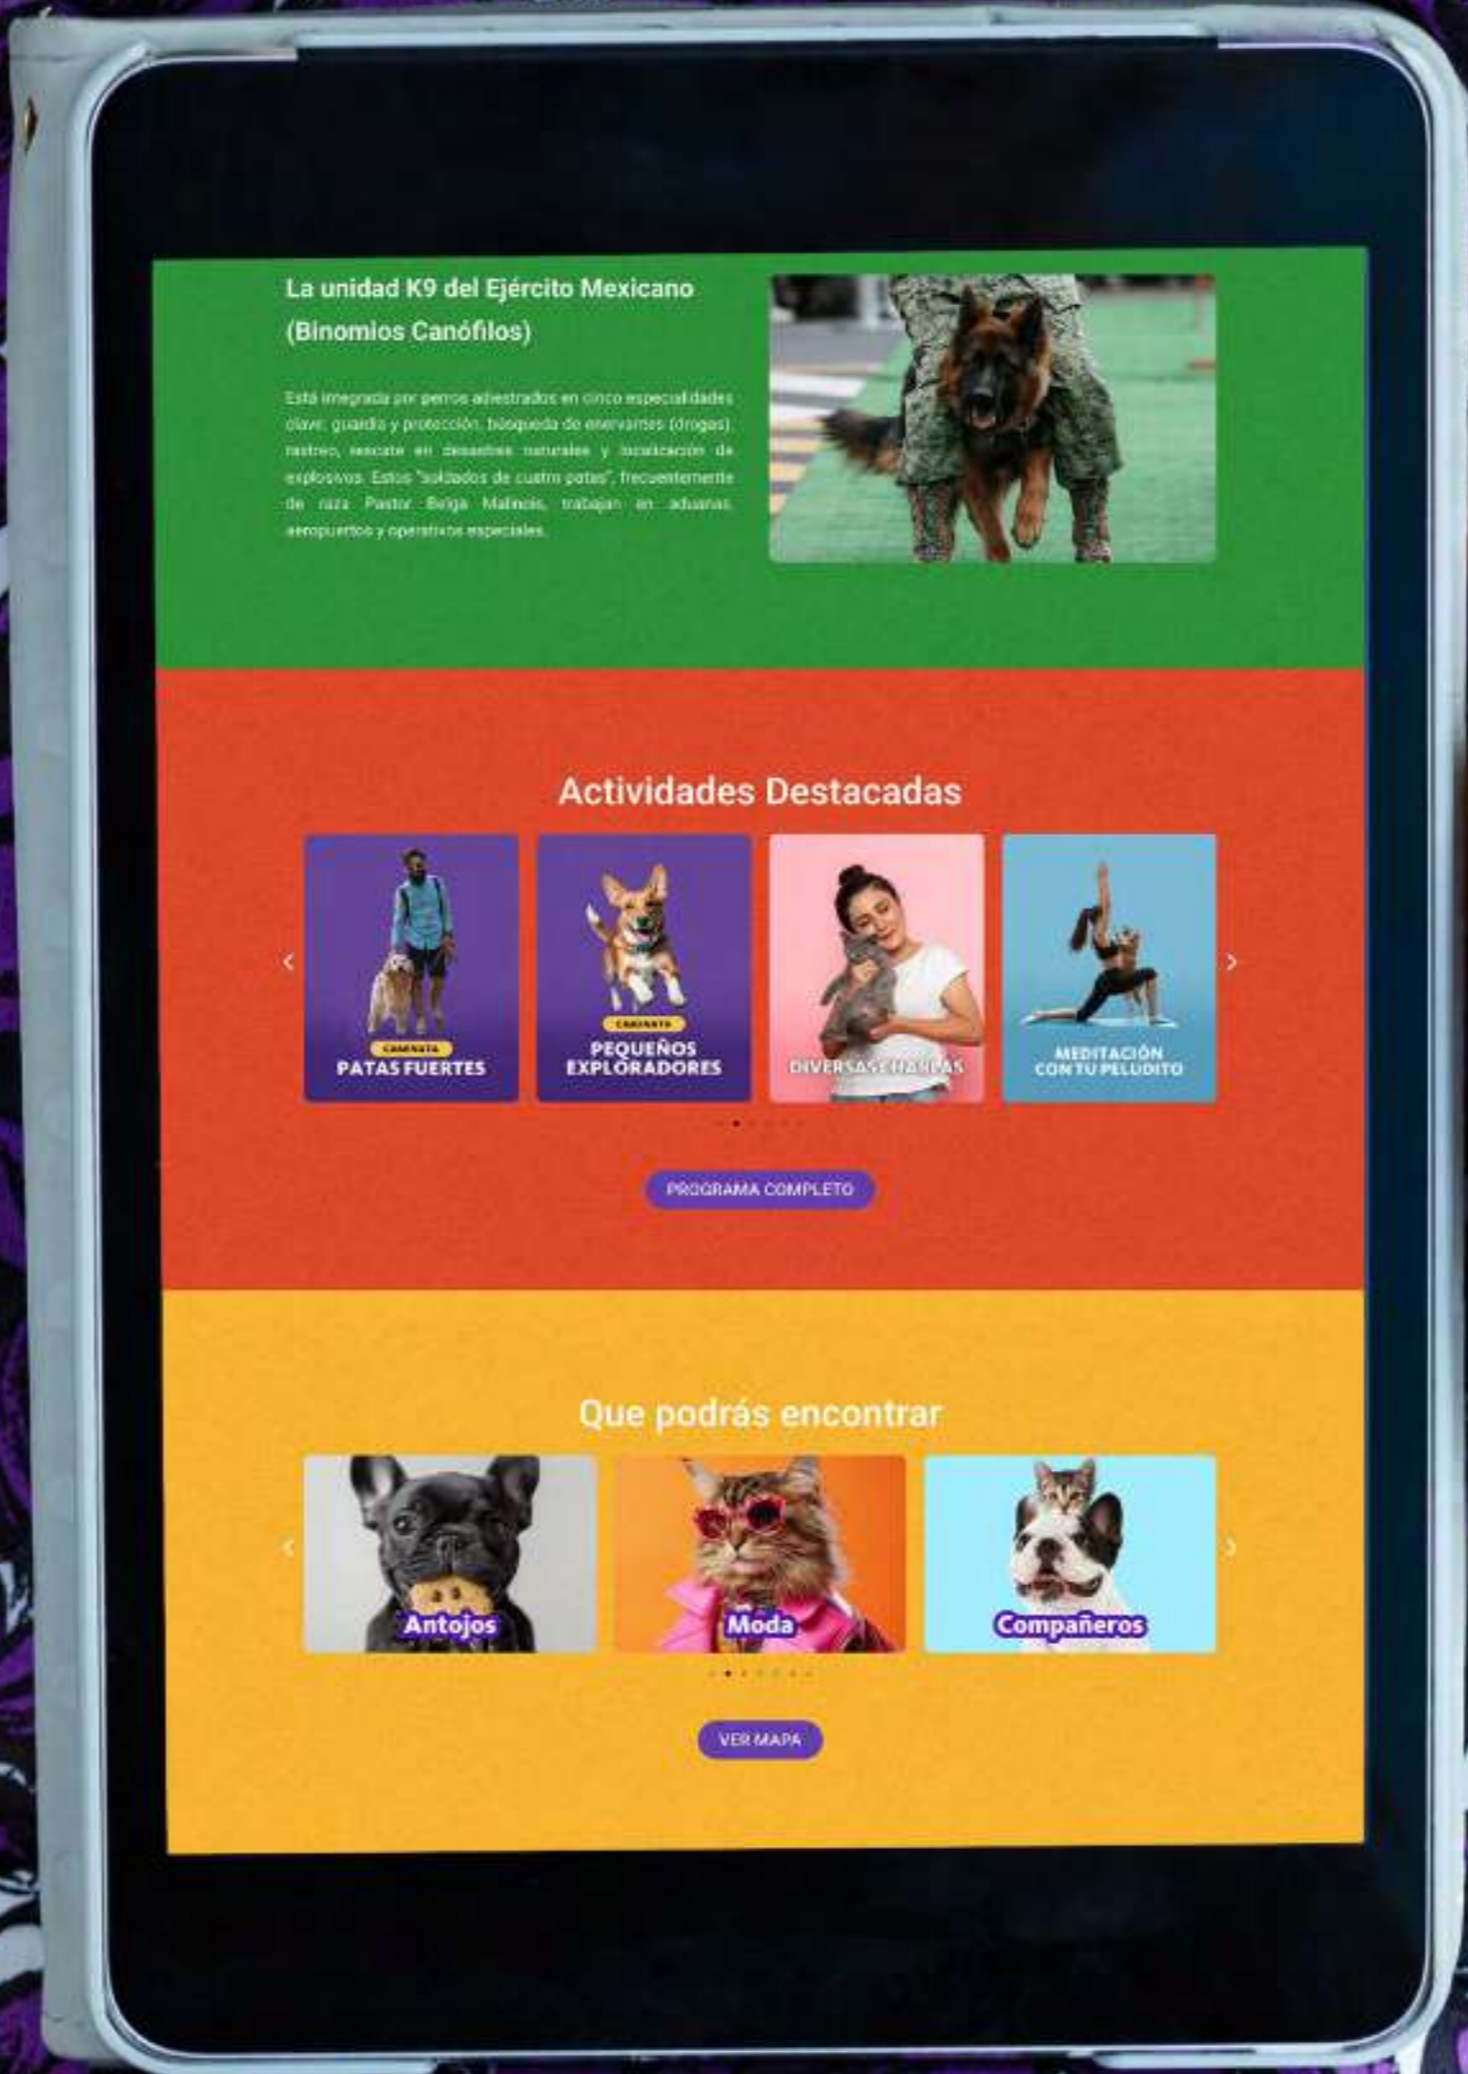 La unidad K9 del Ejército Mexicano
(Binomios Canófilos)
Está integrada por perros adiestrados en cinco especialidades
clave: guardia y protección, búsqueda de enervantes (drogas),
rastreo, rescate en desastres naturales y localización de
explosivos. Estos "soldados de cuatro patas", frecuentemente
de raza Pastor Belga Malinois, trabajan en aduanas,
aeropuertos y operativos especiales.
Actividades Destacadas
CAMINATA
PATAS FUERTES
CAMINATA
PEQUEÑOS
EXPLORADORES
DIVERSAS CHARLAS
MEDITACIÓN
CON TU PELUDITO
PROGRAMA COMPLETO
Que podrás encontrar
Antojos
Moda
Compañeros
VER MAPA